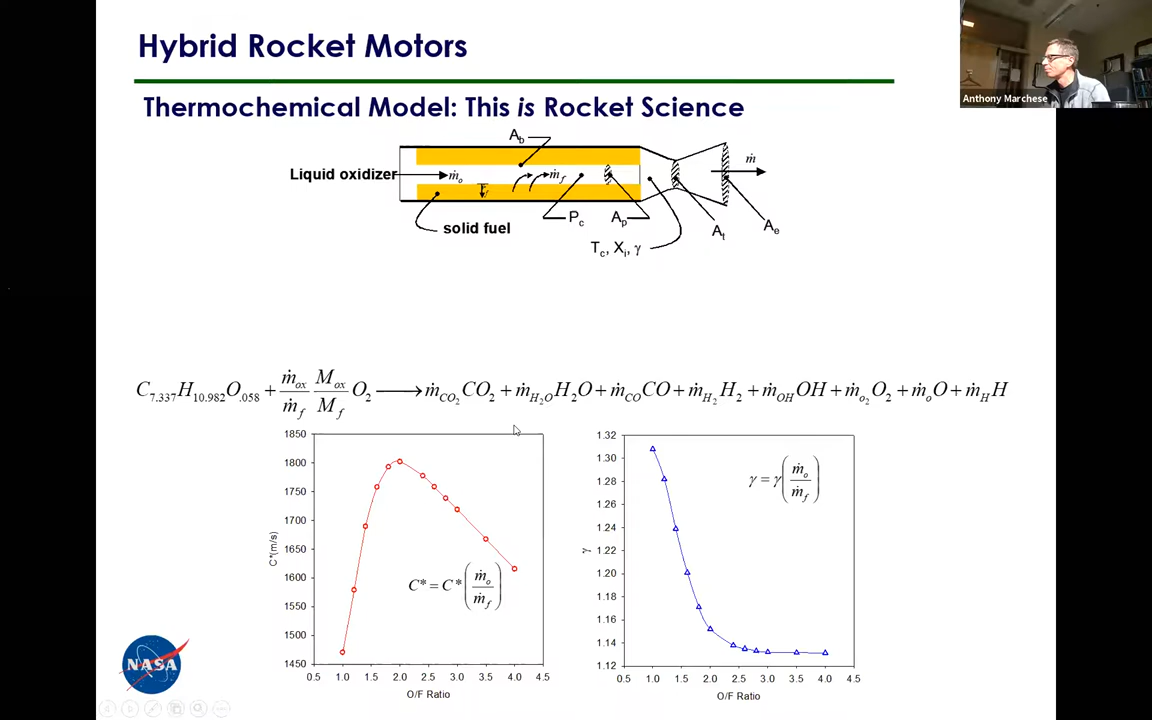 Hybrid Rocket Motors
Anthony Marchese
Thermochemical Model: This is Rocket Science
A_b
Liquid oxidizer
ṁ_o
ṁ_f
ṁ
solid fuel
P_c
A_p
A_t
A_e
T_c, X_i, γ
C_7.337 H_10.982 O_.058 + (ṁ_ox / ṁ_f) (M_ox / M_f) O_2 ⟶ ṁ_CO2 CO_2 + ṁ_H2O H_2O + ṁ_CO CO + ṁ_H2 H_2 + ṁ_OH OH + ṁ_o2 O_2 + ṁ_o O + ṁ_H H
1850
1800
1750
1700
1650
1600
1550
1500
1450
C*(m/s)
C* = C* (ṁ_o / ṁ_f)
0.5 1.0 1.5 2.0 2.5 3.0 3.5 4.0 4.5
O/F Ratio
1.32
1.30
1.28
1.26
1.24
1.22
1.20
1.18
1.16
1.14
1.12
γ
γ = γ (ṁ_o / ṁ_f)
0.5 1.0 1.5 2.0 2.5 3.0 3.5 4.0 4.5
O/F Ratio
NASA